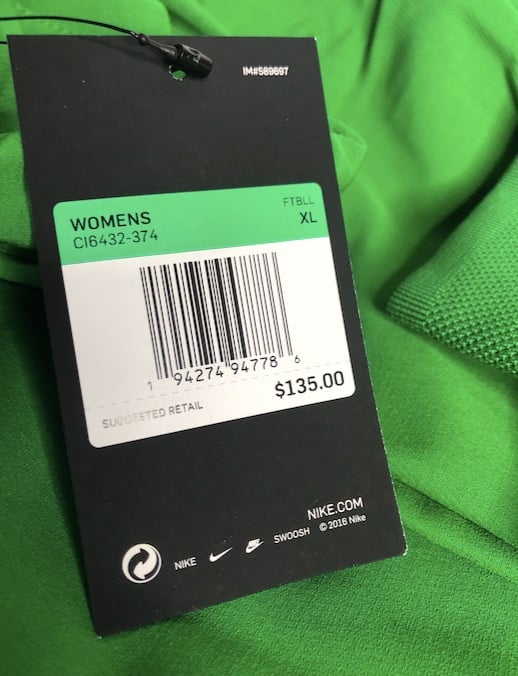 IM#569697
WOMENS
FTBLL
CI6432-374
XL
1 94274 94778 6
$135.00
SUGGESTED RETAIL
NIKE.COM
NIKE SWOOSH © 2016 Nike